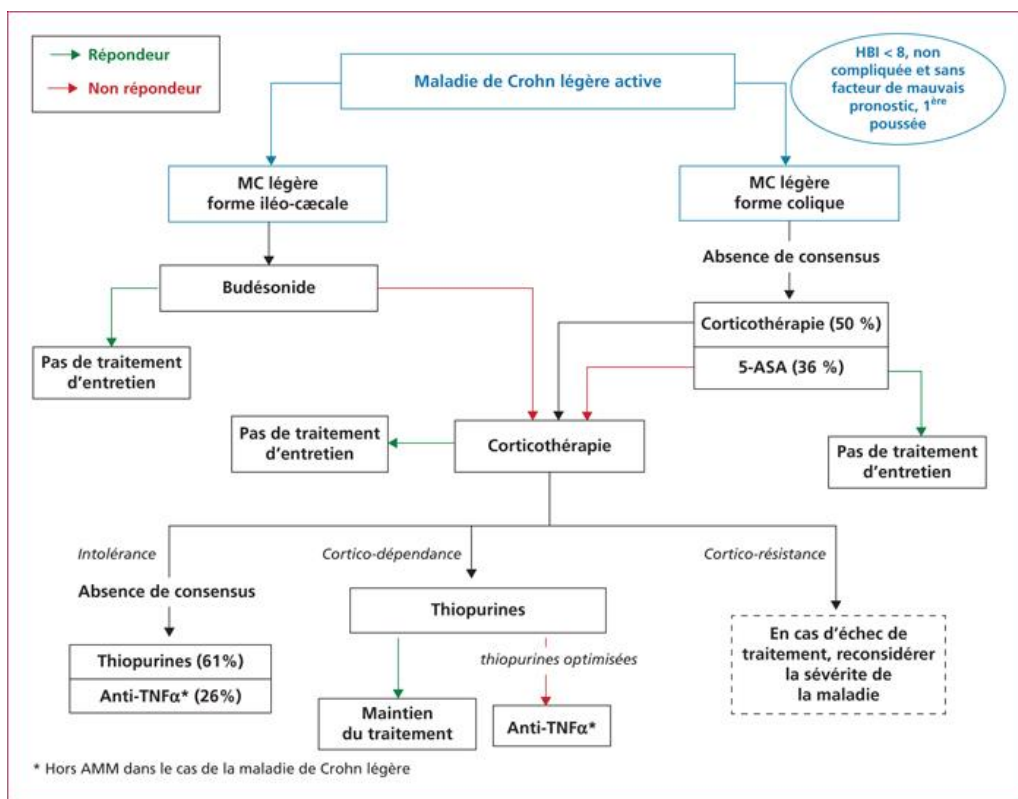 Répondeur
Non répondeur
Maladie de Crohn légère active
HBI < 8, non
compliquée et sans
facteur de mauvais
pronostic, 1ère
poussée
MC légère
forme iléo-cæcale
MC légère
forme colique
Absence de consensus
Budésonide
Corticothérapie (50 %)
5-ASA (36 %)
Pas de traitement
d'entretien
Pas de traitement
d'entretien
Corticothérapie
Pas de traitement
d'entretien
Intolérance
Cortico-dépendance
Cortico-résistance
Absence de consensus
Thiopurines
En cas d'échec de
traitement, reconsidérer
la sévérité de
la maladie
Thiopurines (61%)
Anti-TNFα* (26%)
thiopurines optimisées
Maintien
du traitement
Anti-TNFα*
* Hors AMM dans le cas de la maladie de Crohn légère